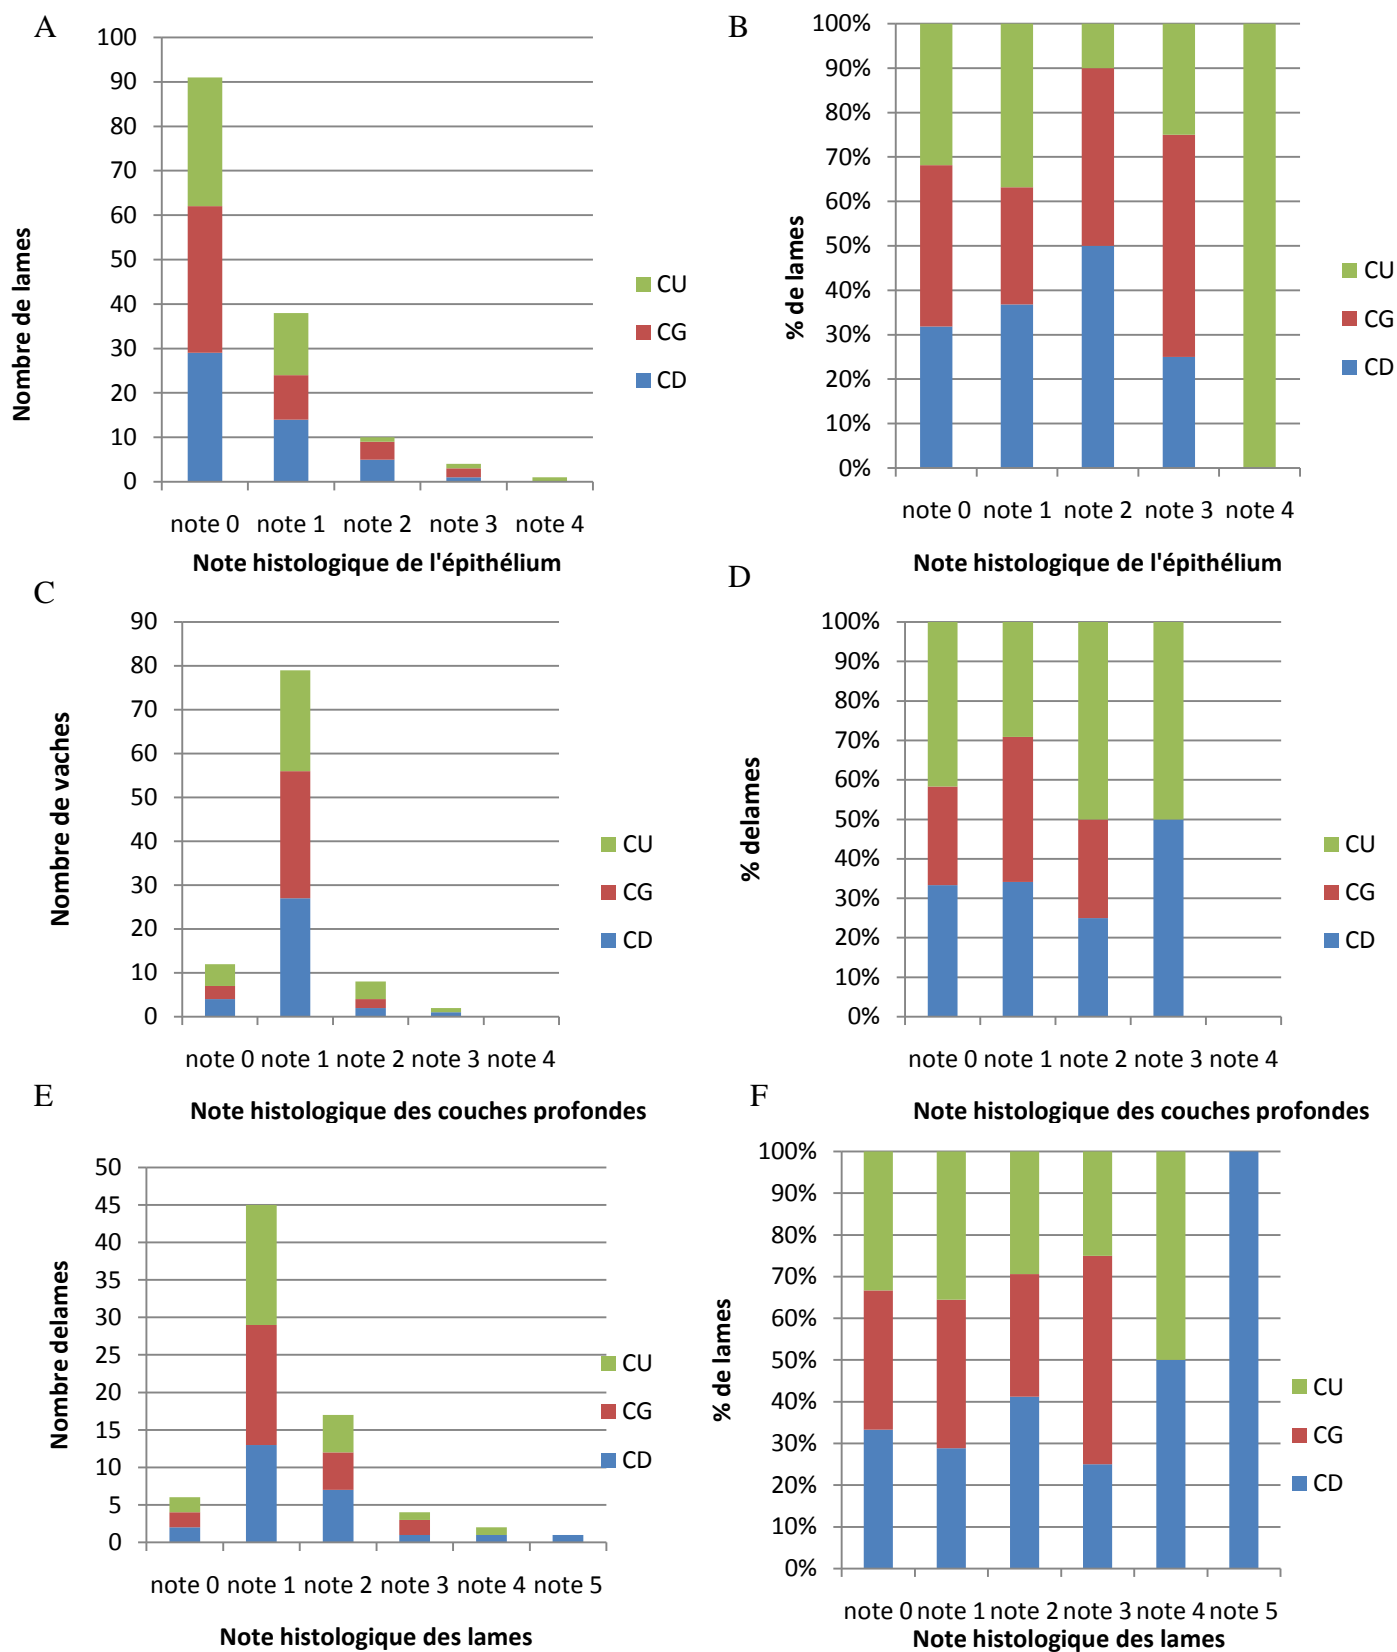 A
100
90
80
70
60
50
40
30
20
10
0
Nombre de lames
CU
CG
CD
note 0 note 1 note 2 note 3 note 4
Note histologique de l'épithélium
B
100%
90%
80%
70%
60%
50%
40%
30%
20%
10%
0%
% de lames
CU
CG
CD
note 0 note 1 note 2 note 3 note 4
Note histologique de l'épithélium
C
90
80
70
60
50
40
30
20
10
0
Nombre de vaches
CU
CG
CD
note 0 note 1 note 2 note 3 note 4
Note histologique des couches profondes
D
100%
90%
80%
70%
60%
50%
40%
30%
20%
10%
0%
% delames
CU
CG
CD
note 0 note 1 note 2 note 3 note 4
Note histologique des couches profondes
E
50
45
40
35
30
25
20
15
10
5
0
Nombre delames
CU
CG
CD
note 0 note 1 note 2 note 3 note 4 note 5
Note histologique des lames
F
100%
90%
80%
70%
60%
50%
40%
30%
20%
10%
0%
% de lames
CU
CG
CD
note 0 note 1 note 2 note 3 note 4 note 5
Note histologique des lames